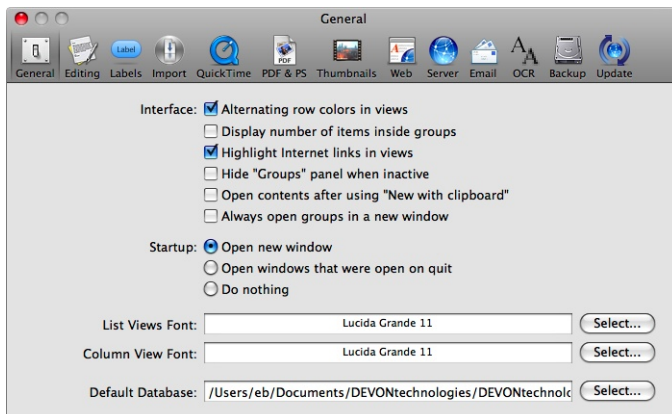 General
General Editing Labels Import QuickTime PDF & PS Thumbnails Web Server Email OCR Backup Update
Interface: Alternating row colors in views
Display number of items inside groups
Highlight Internet links in views
Hide "Groups" panel when inactive
Open contents after using "New with clipboard"
Always open groups in a new window
Startup: Open new window
Open windows that were open on quit
Do nothing
List Views Font: Lucida Grande 11 Select...
Column View Font: Lucida Grande 11 Select...
Default Database: /Users/eb/Documents/DEVONtechnologies/DEVONtechnolo Select...